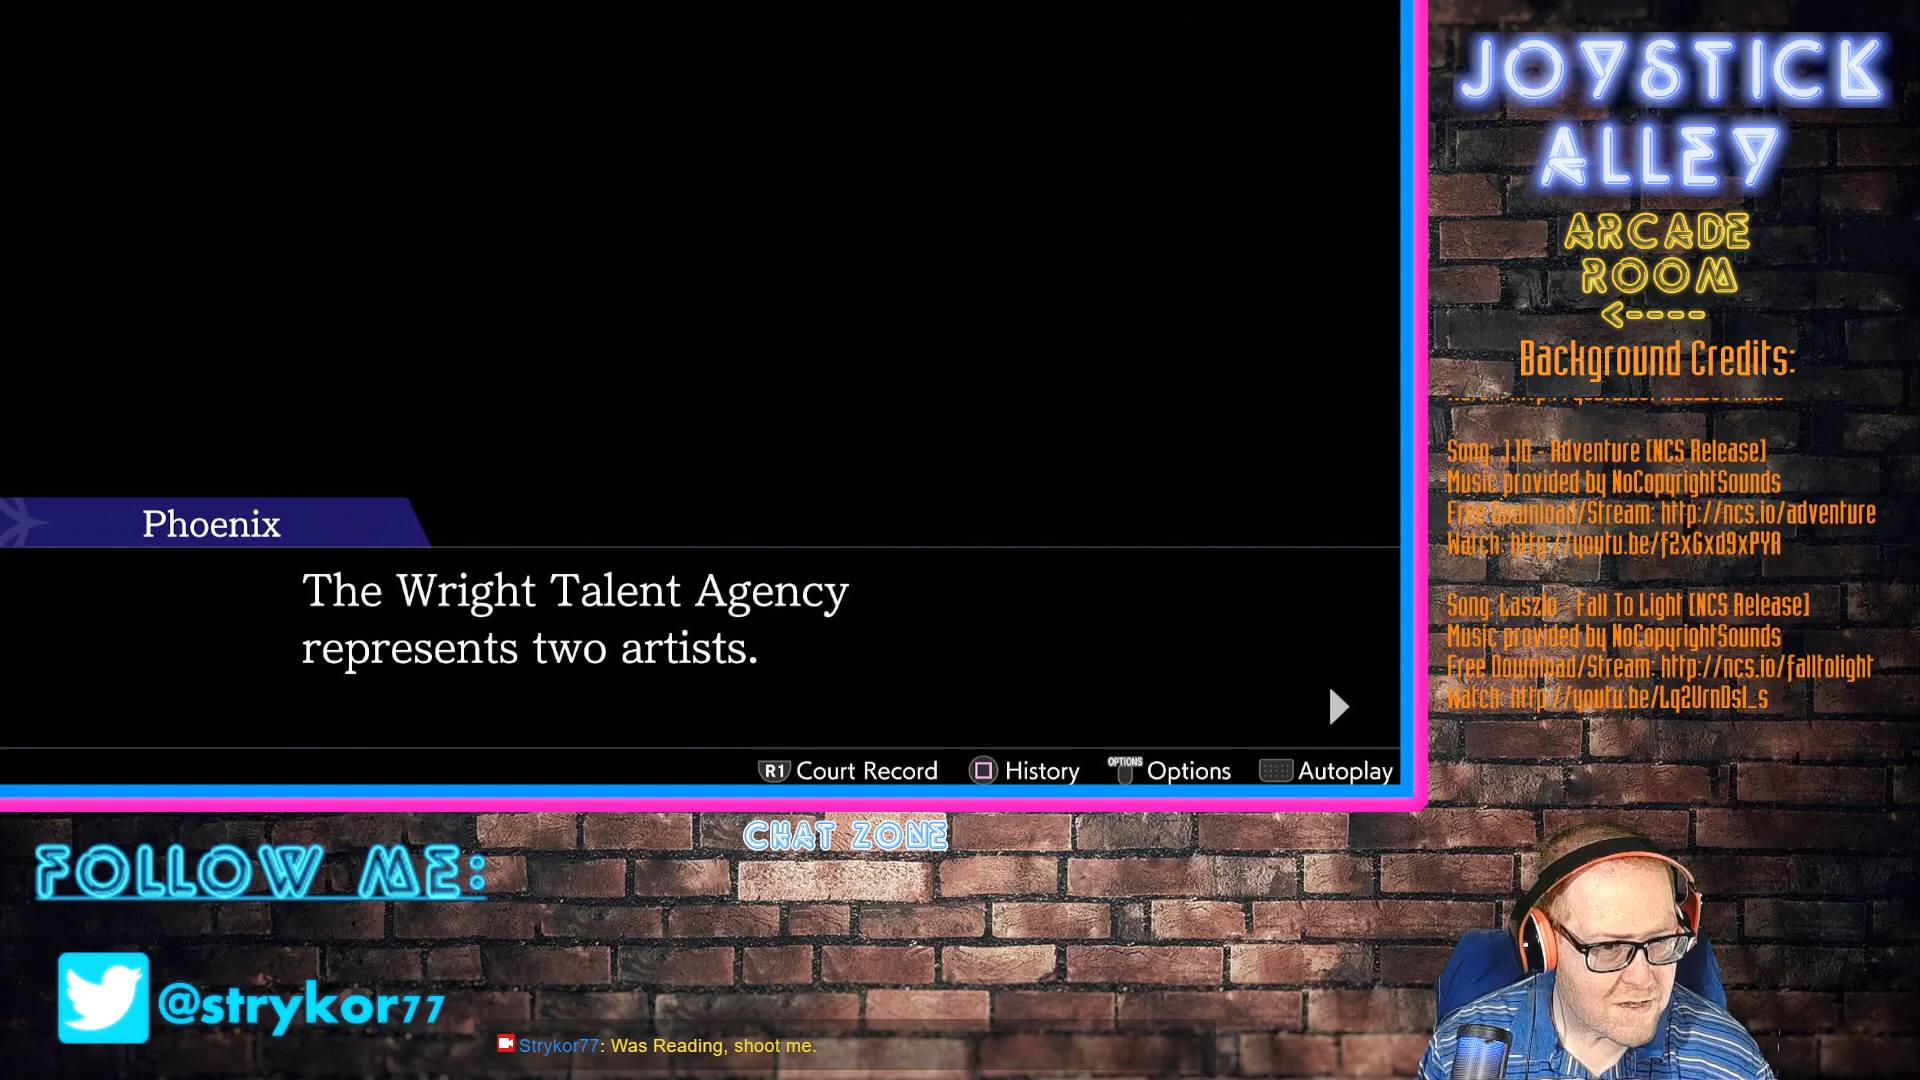 JOYSTICK
ALLEY
ARCADE
ROOM
<----
Background Credits:
Song: JJD - Adventure [NCS Release]
Music provided by NoCopyrightSounds
Free Download/Stream: http://ncs.io/adventure
Watch: http://youtu.be/f2xGxd9xPYA
Song: Laszlo - Fall To Light [NCS Release]
Music provided by NoCopyrightSounds
Free Download/Stream: http://ncs.io/falltolight
Watch: http://youtu.be/Lq2UrnDsI_s
Phoenix
The Wright Talent Agency
represents two artists.
R1 Court Record
History
OPTIONS Options
Autoplay
CHAT ZONE
FOLLOW ME:
@strykor77
Strykor77: Was Reading, shoot me.